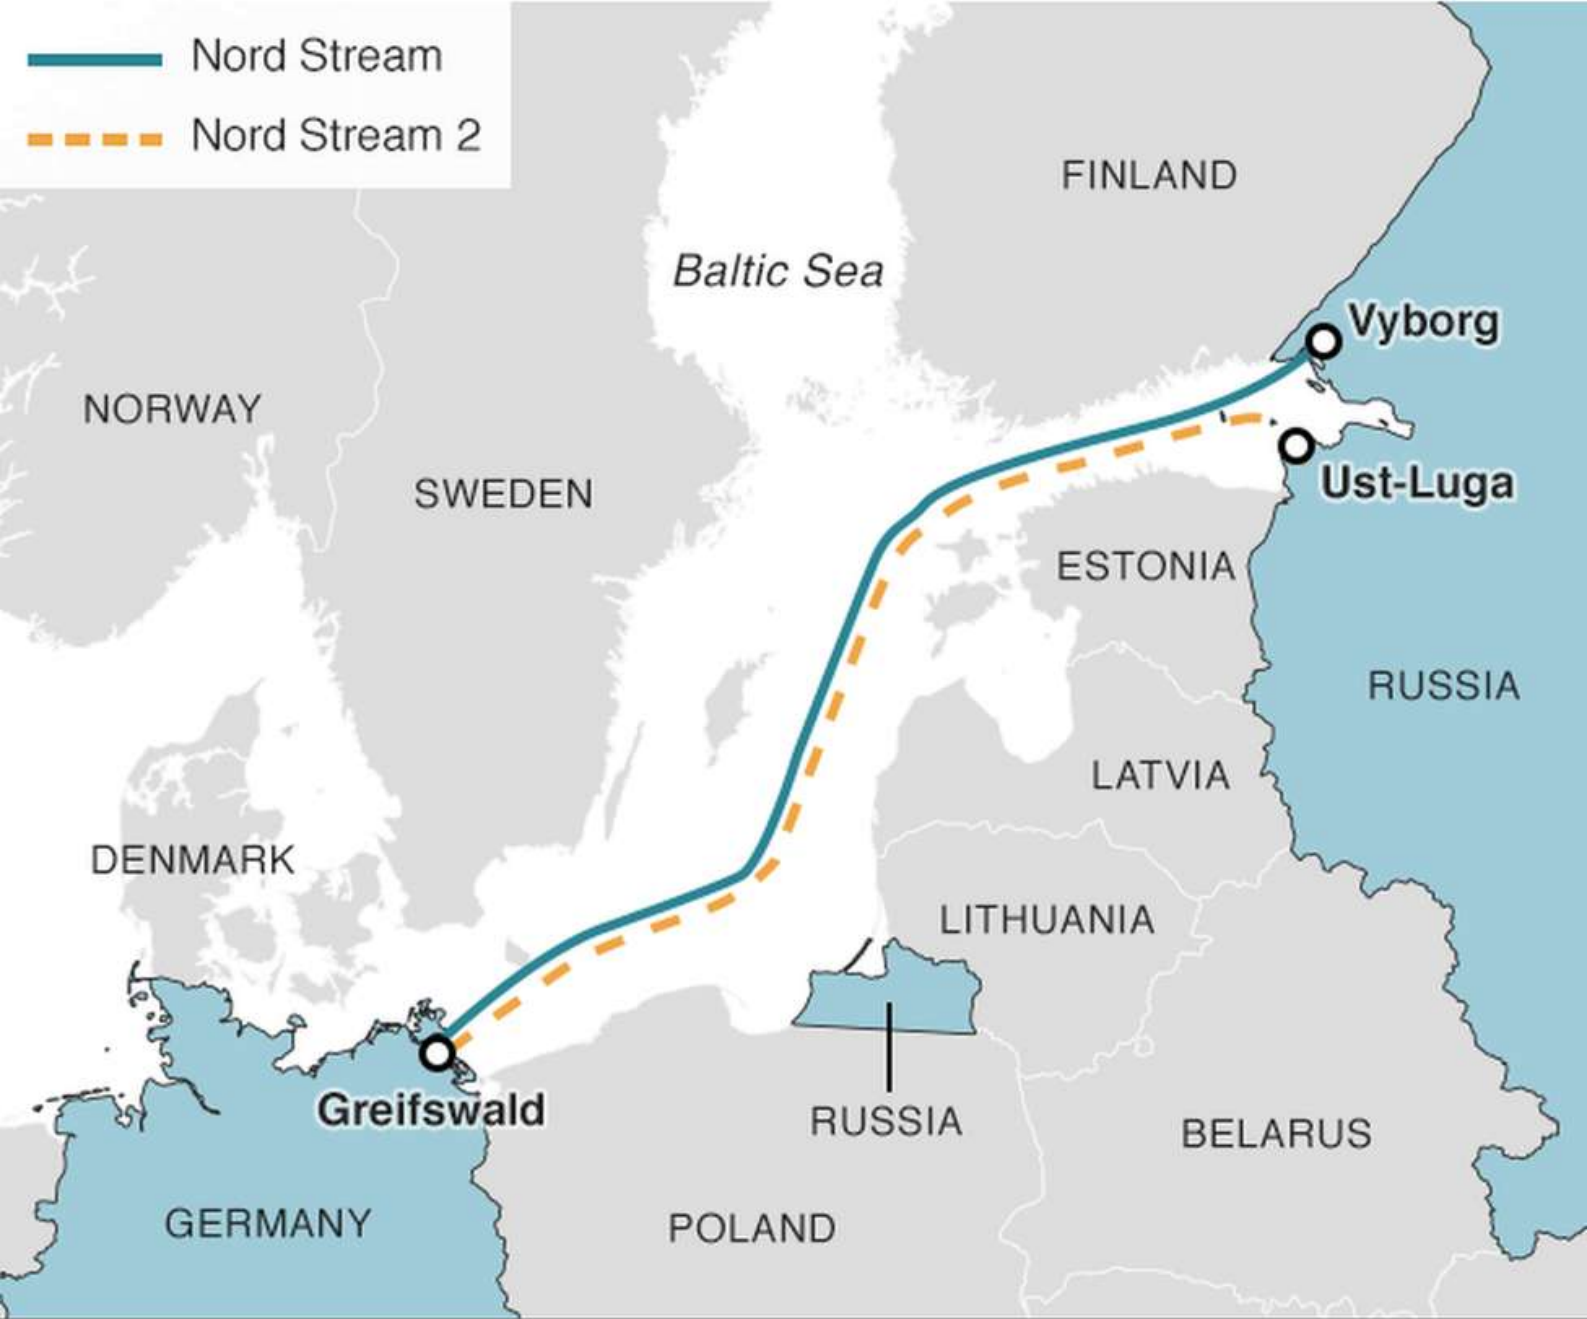 Nord Stream
Nord Stream 2
FINLAND
Baltic Sea
Vyborg
NORWAY
SWEDEN
Ust-Luga
ESTONIA
RUSSIA
LATVIA
DENMARK
LITHUANIA
Greifswald
RUSSIA
BELARUS
GERMANY
POLAND